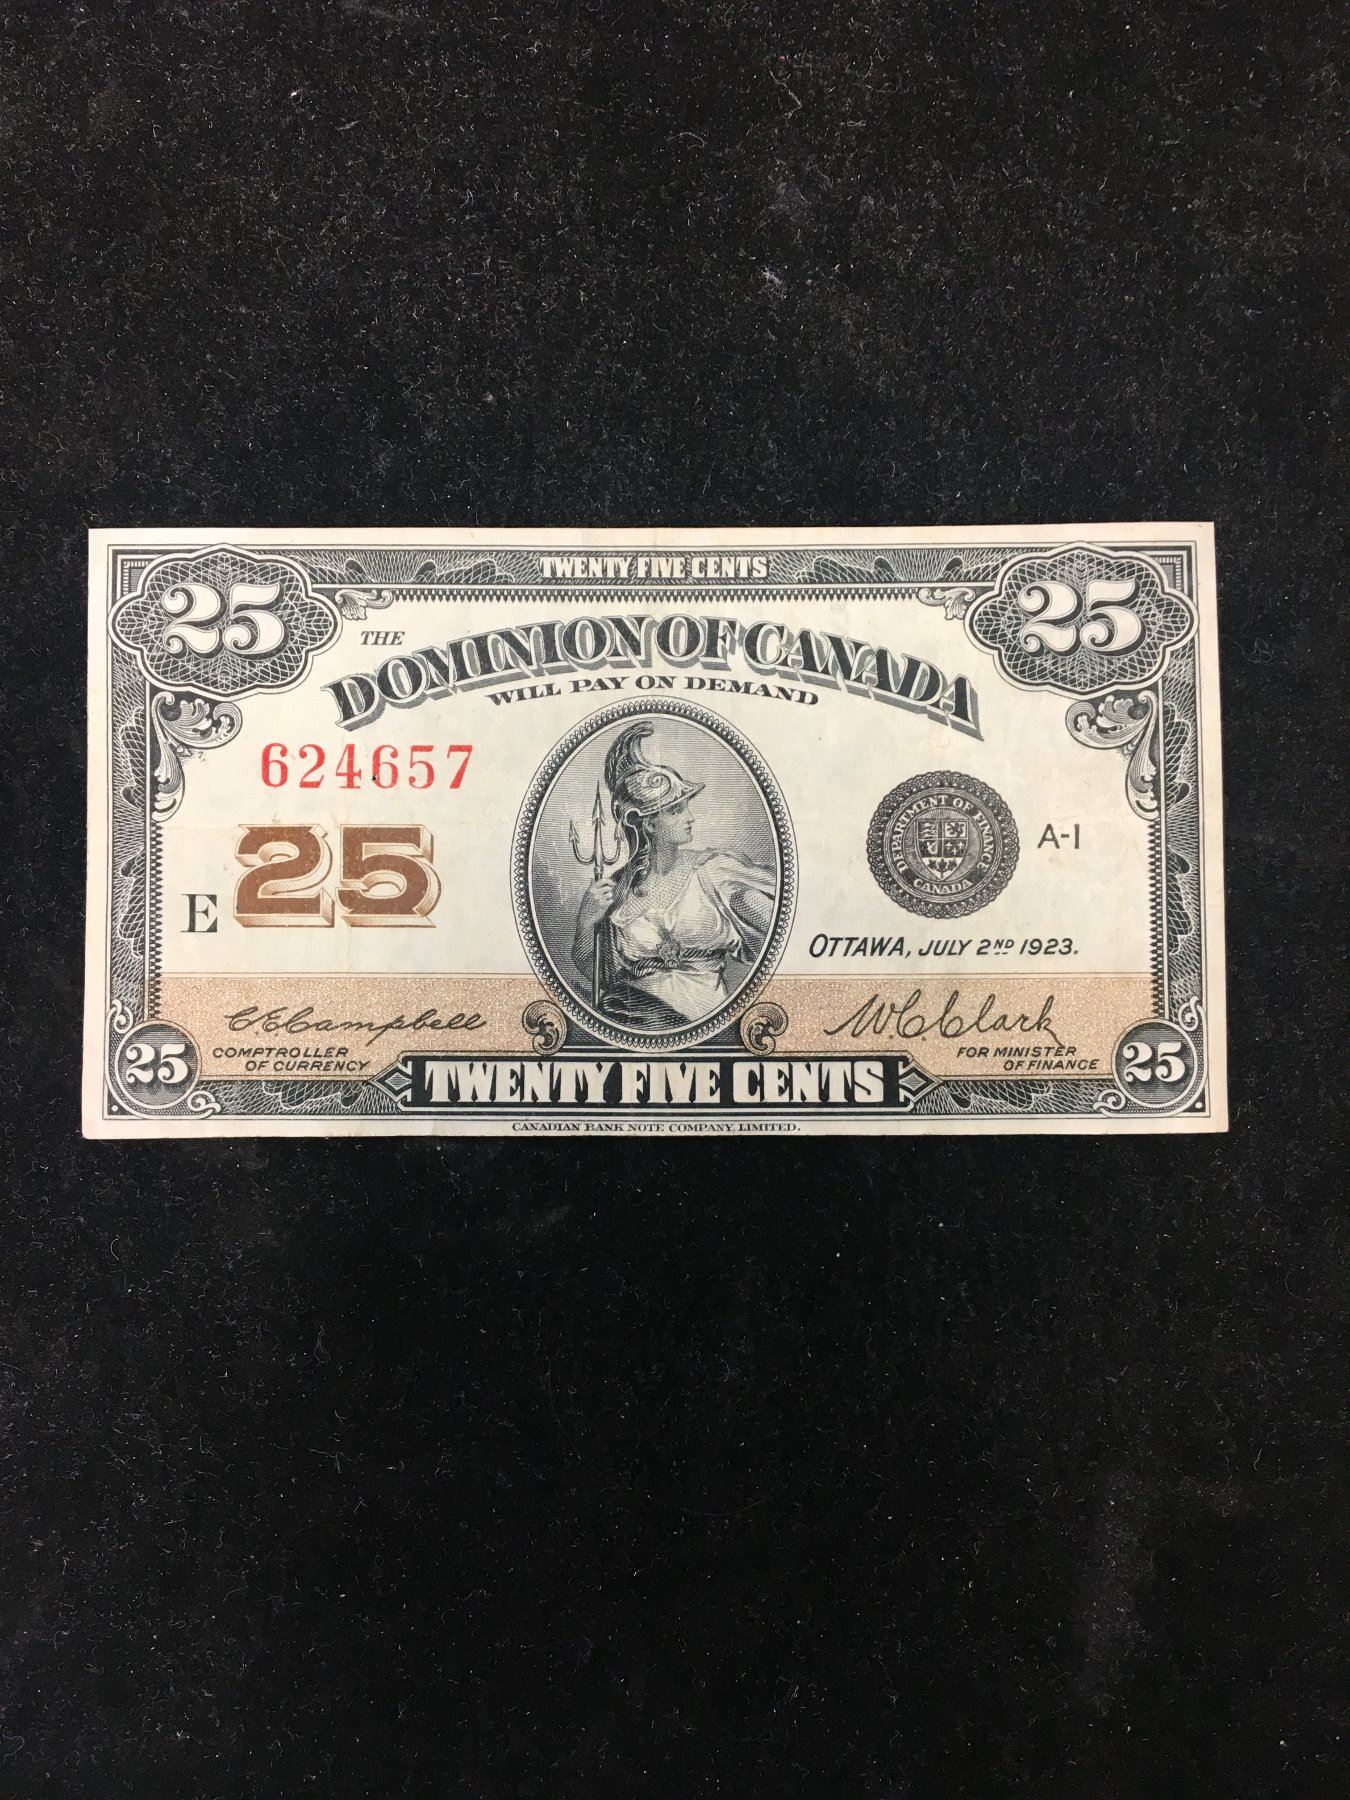 TWENTY FIVE CENTS
25 25
THE
DOMINION OF CANADA
WILL PAY ON DEMAND
624657
DEPARTMENT OF FINANCE
CANADA
A-1
E 25
OTTAWA, JULY 2ND 1923.
C E Campbell
W. C. Clark
COMPTROLLER
OF CURRENCY
FOR MINISTER
OF FINANCE
25 25
TWENTY FIVE CENTS
CANADIAN BANK NOTE COMPANY, LIMITED.